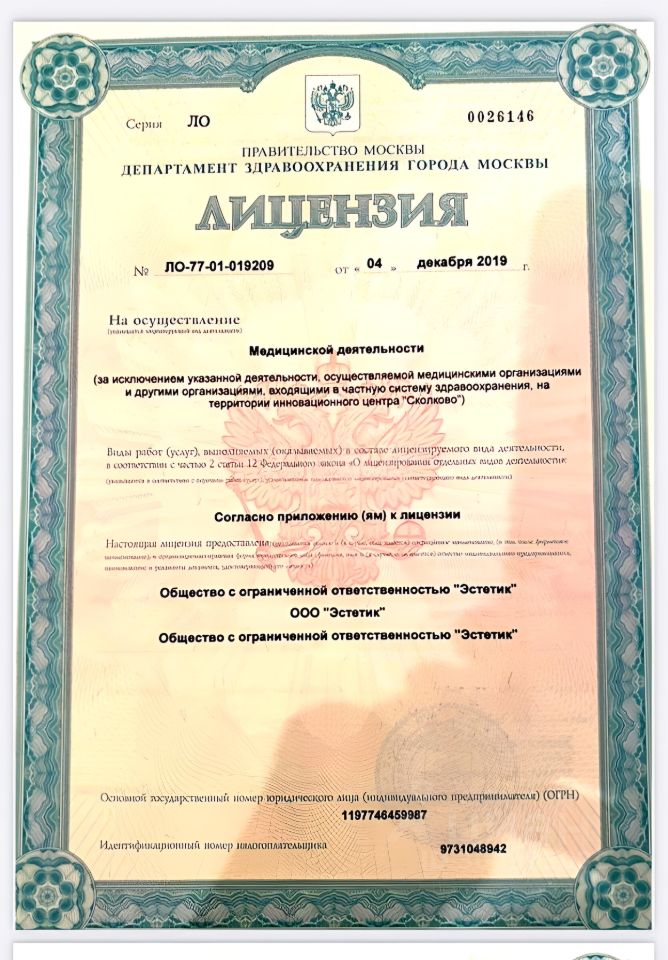 Серия ЛО 0026146
ПРАВИТЕЛЬСТВО МОСКВЫ
ДЕПАРТАМЕНТ ЗДРАВООХРАНЕНИЯ ГОРОДА МОСКВЫ
ЛИЦЕНЗИЯ
№ ЛО-77-01-019209 от « 04 » декабря 2019 г.
На осуществление
(указывается лицензируемый вид деятельности)
Медицинской деятельности
(за исключением указанной деятельности, осуществляемой медицинскими организациями
и другими организациями, входящими в частную систему здравоохранения, на
территории инновационного центра "Сколково")
Виды работ (услуг), выполняемых (оказываемых) в составе лицензируемого вида деятельности,
в соответствии с частью 2 статьи 12 Федерального закона «О лицензировании отдельных видов деятельности»:
Согласно приложению (ям) к лицензии
Настоящая лицензия предоставлена
Общество с ограниченной ответственностью "Эстетик"
ООО "Эстетик"
Общество с ограниченной ответственностью "Эстетик"
Основной государственный номер юридического лица (индивидуального предпринимателя) (ОГРН)
1197746459987
Идентификационный номер налогоплательщика
9731048942